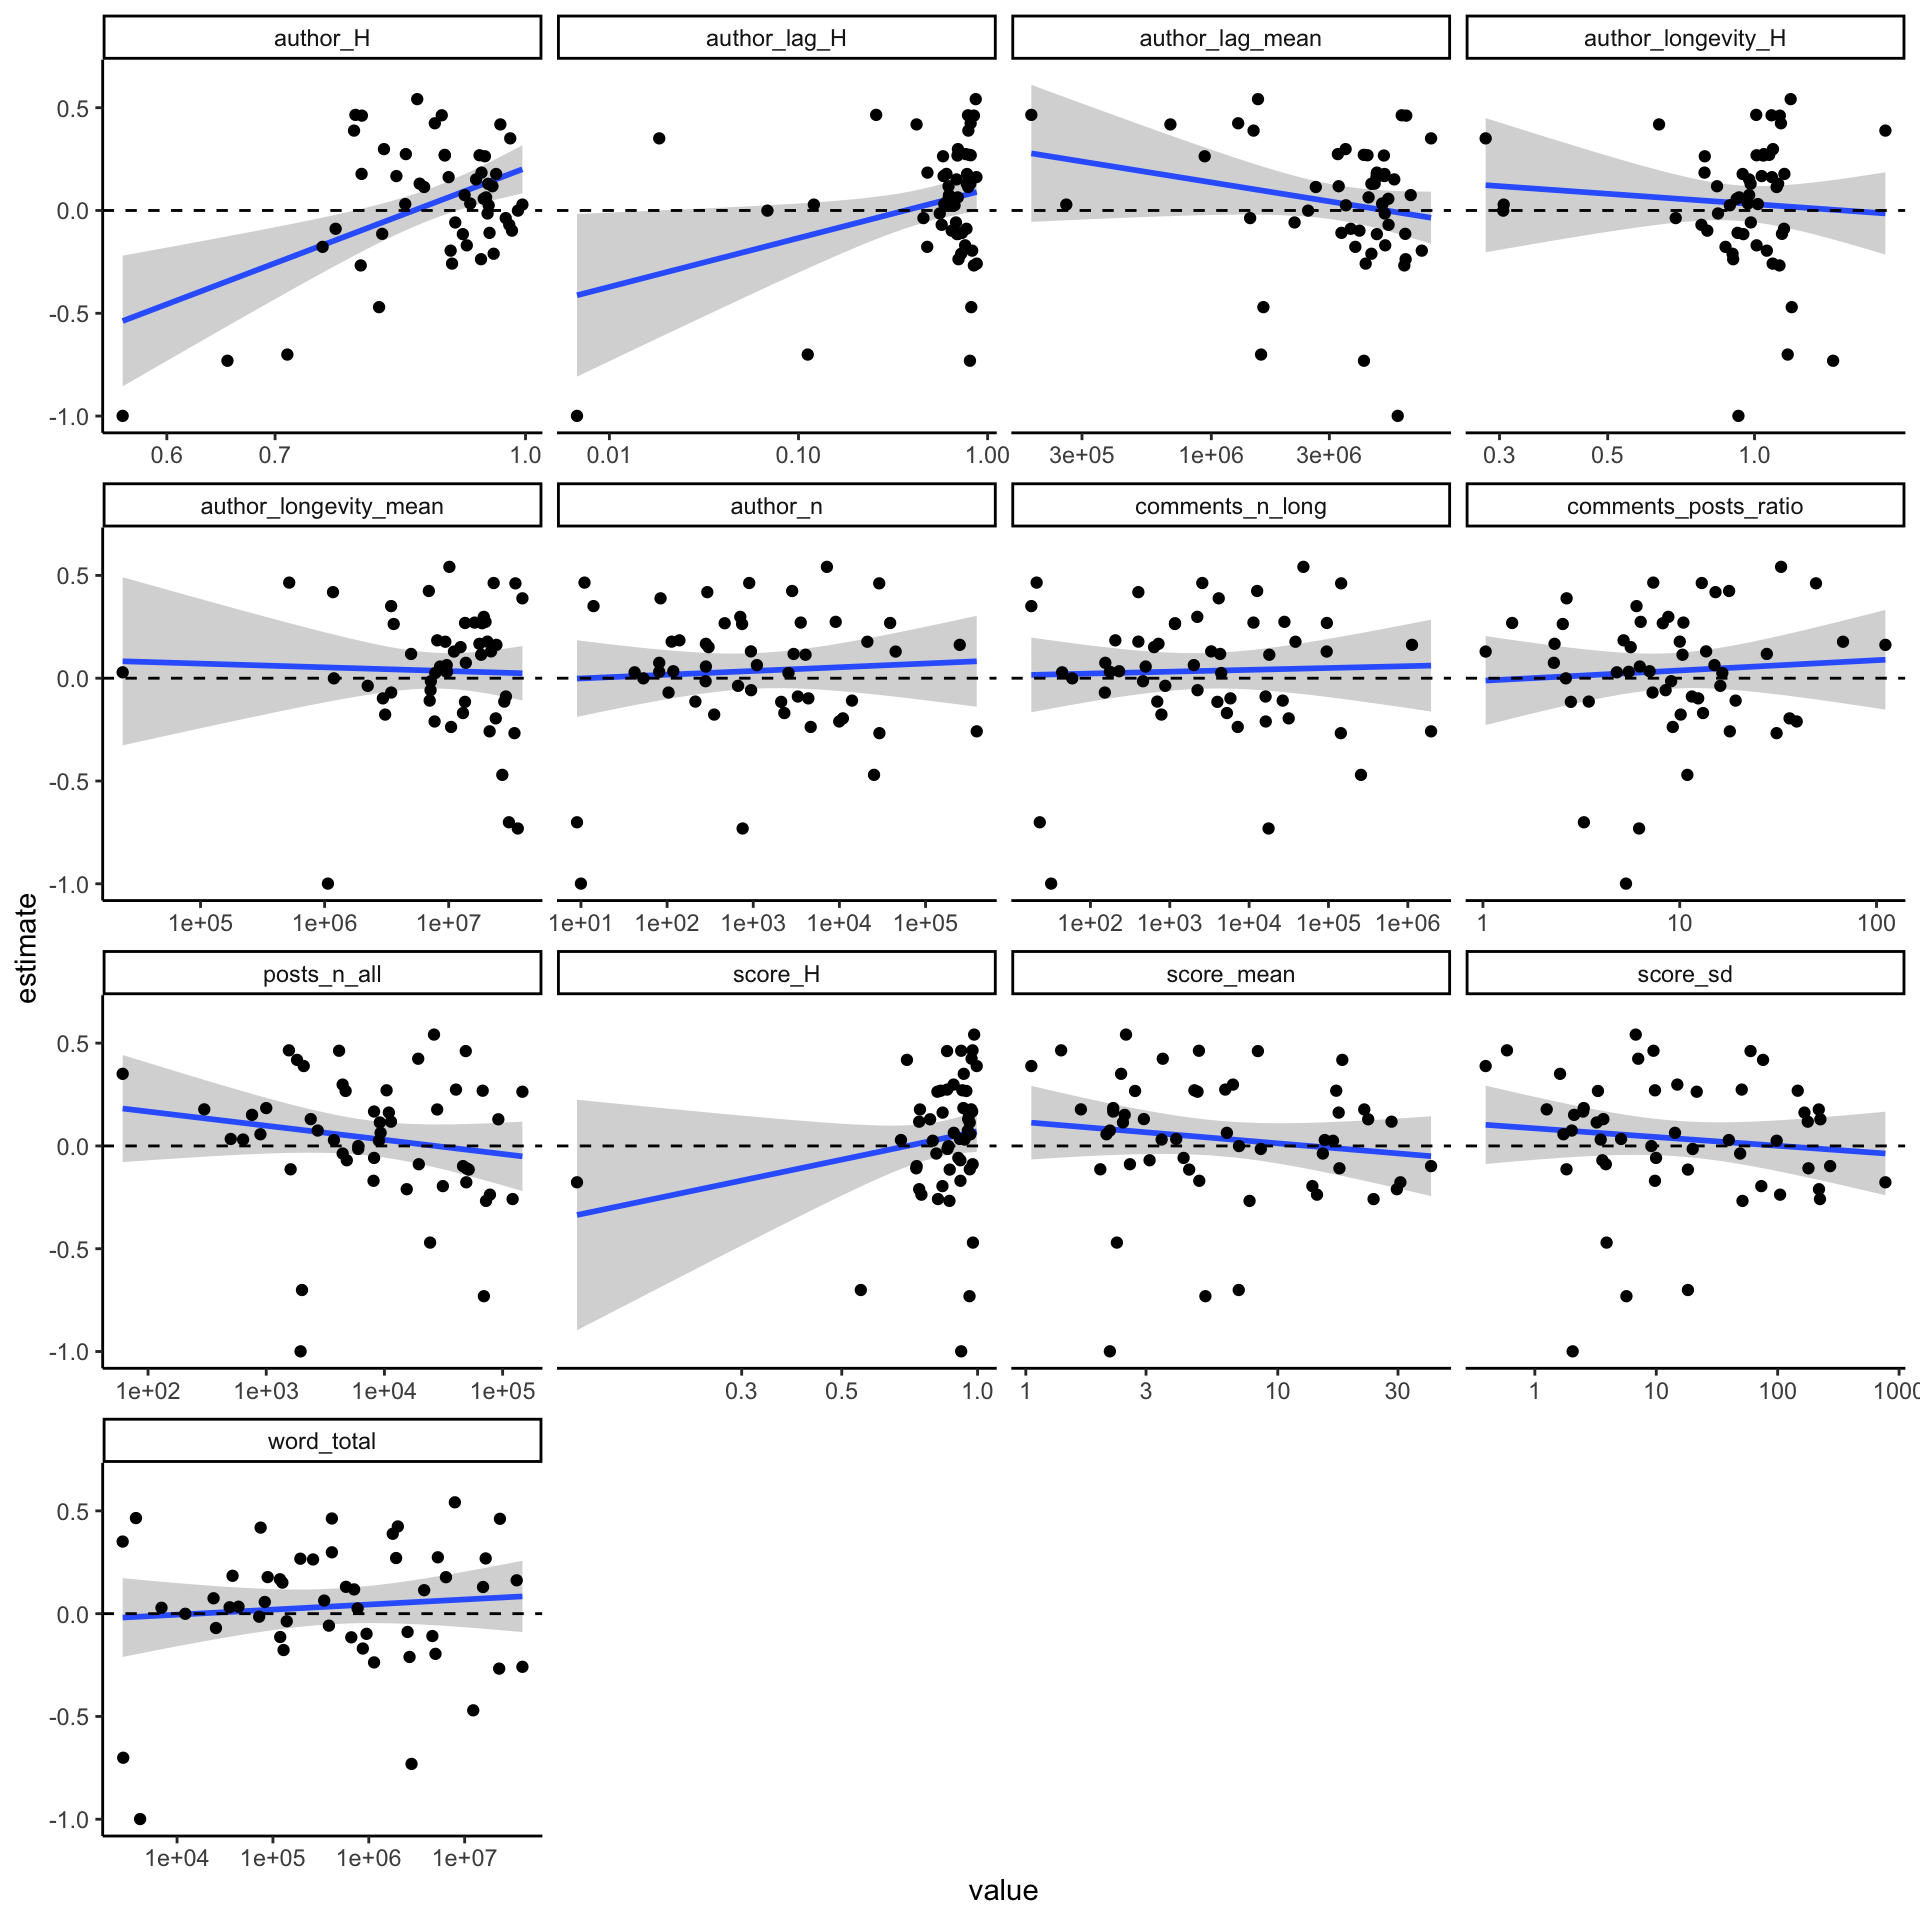 author_H author_lag_H author_lag_mean author_longevity_H
0.5
0.0
-0.5
-1.0
0.6 0.7 1.0 0.01 0.10 1.00 3e+05 1e+06 3e+06 0.3 0.5 1.0
author_longevity_mean author_n comments_n_long comments_posts_ratio
0.5
0.0
-0.5
-1.0
1e+05 1e+06 1e+07 1e+01 1e+02 1e+03 1e+04 1e+05 1e+02 1e+03 1e+04 1e+05 1e+06 1 10 100
estimate
posts_n_all score_H score_mean score_sd
0.5
0.0
-0.5
-1.0
1e+02 1e+03 1e+04 1e+05 0.3 0.5 1.0 1 3 10 30 1 10 100 1000
word_total
0.5
0.0
-0.5
-1.0
1e+04 1e+05 1e+06 1e+07
value